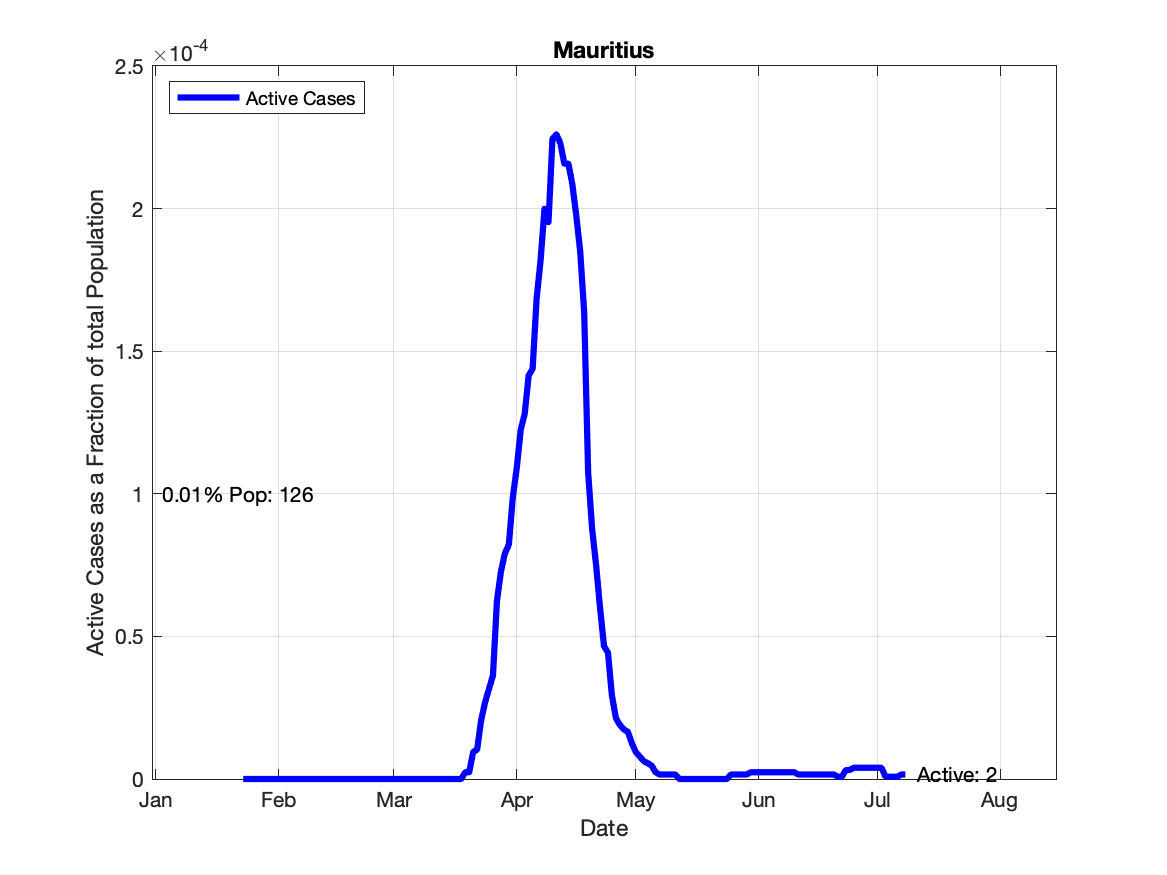 Mauritius
×10-4
2.5
2
1.5
1
0.5
0
Active Cases
0.01% Pop: 126
Active: 2
Active Cases as a Fraction of total Population
Jan Feb Mar Apr May Jun Jul Aug
Date